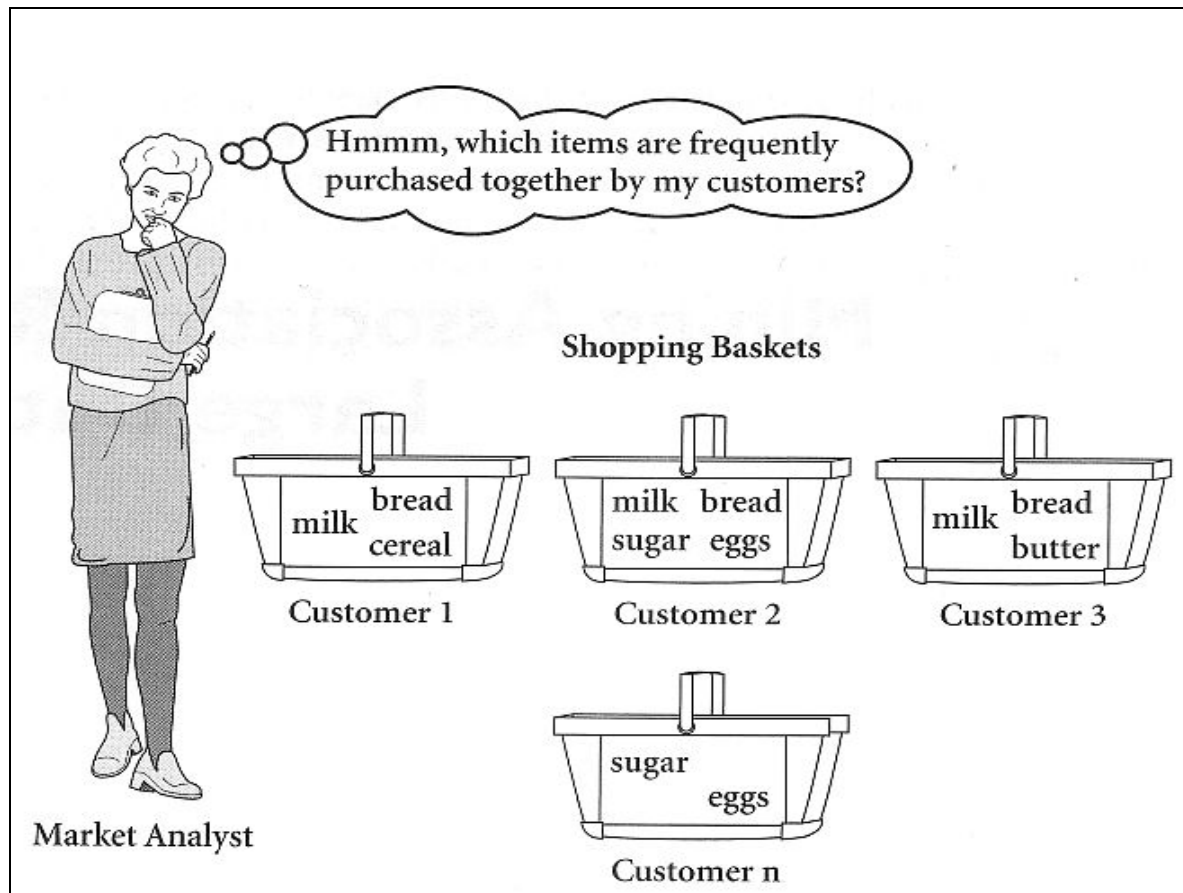 Hmmm, which items are frequently
purchased together by my customers?
Shopping Baskets
milk bread
cereal
Customer 1
milk bread
sugar eggs
Customer 2
milk bread
butter
Customer 3
sugar
eggs
Customer n
Market Analyst